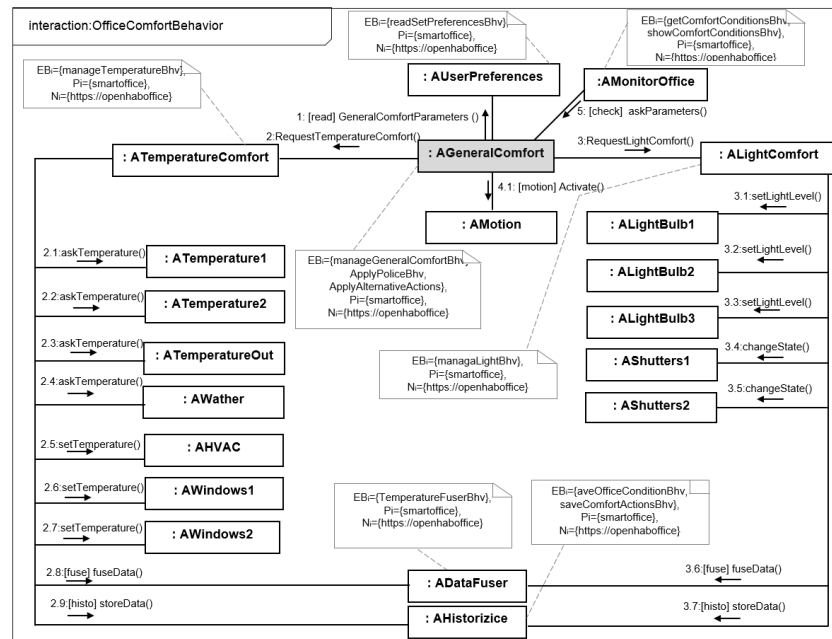 interaction:OfficeComfortBehavior
EBi={readSetPreferencesBhv},
Pi={smartoffice},
Ni={https://openhaboffice}
EBi={getComfortConditionsBhv,
showComfortConditionsBhv},
Pi={smartoffice},
Ni={https://openhaboffice}
EBi={manageTemperatureBhv},
Pi={smartoffice},
Ni={https://openhaboffice}
: AUserPreferences
:AMonitorOffice
1: [read] GeneralComfortParameters ()
5: [check] askParameters()
2:RequestTemperatureComfort()
3:RequestLightComfort()
: ATemperatureComfort
: AGeneralComfort
: ALightComfort
4.1: [motion] Activate()
: AMotion
3.1:setLightLevel()
: ALightBulb1
2.1:askTemperature()
: ATemperature1
EBi={manageGeneralComfortBhv,
ApplyPoliceBhv,
ApplyAlternativeActions},
Pi={smartoffice},
Ni={https://openhaboffice}
3.2:setLightLevel()
: ALightBulb2
2.2:askTemperature()
: ATemperature2
3.3:setLightLevel()
: ALightBulb3
2.3:askTemperature()
: ATemperatureOut
EBi={managaLightBhv},
Pi={smartoffice},
Ni={https://openhaboffice}
3.4:changeState()
: AShutters1
2.4:askTemperature()
: AWather
3.5:changeState()
: AShutters2
2.5:setTemperature()
: AHVAC
2.6:setTemperature()
: AWindows1
2.7:setTemperature()
: AWindows2
EBi={TemperatureFuserBhv},
Pi={smartoffice},
Ni={https://openhaboffice}
EBi={aveOfficeConditionBhv,
saveComfortActionsBhv},
Pi={smartoffice},
Ni={https://openhaboffice}
2.8:[fuse] fuseData()
: ADataFuser
3.6:[fuse] fuseData()
2.9:[histo] storeData()
: AHistorizice
3.7:[histo] storeData()